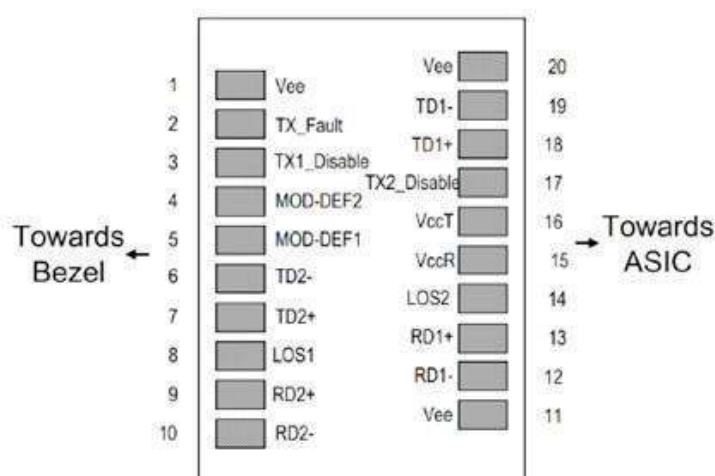 1 Vee
2 TX_Fault
3 TX1_Disable
4 MOD-DEF2
5 MOD-DEF1
6 TD2-
7 TD2+
8 LOS1
9 RD2+
10 RD2-
Towards
Bezel
Vee 20
TD1- 19
TD1+ 18
TX2_Disable 17
VccT 16
VccR 15
LOS2 14
RD1+ 13
RD1- 12
Vee 11
Towards
ASIC